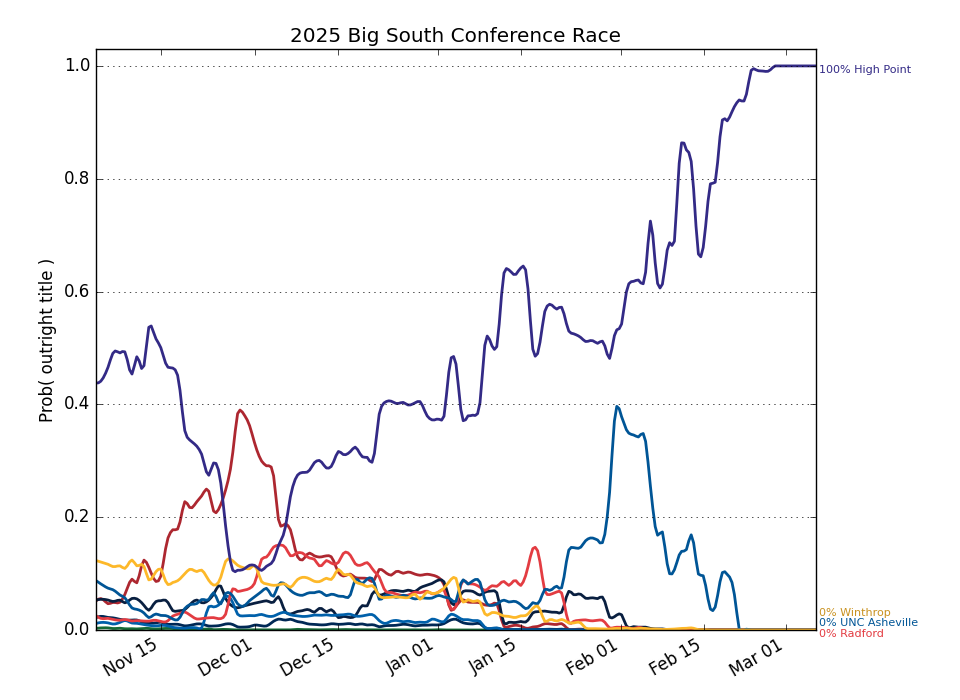 2025 Big South Conference Race
Prob( outright title )
1.0
0.8
0.6
0.4
0.2
0.0
Nov 15
Dec 01
Dec 15
Jan 01
Jan 15
Feb 01
Feb 15
Mar 01
100% High Point
0% Winthrop
0% UNC Asheville
0% Radford